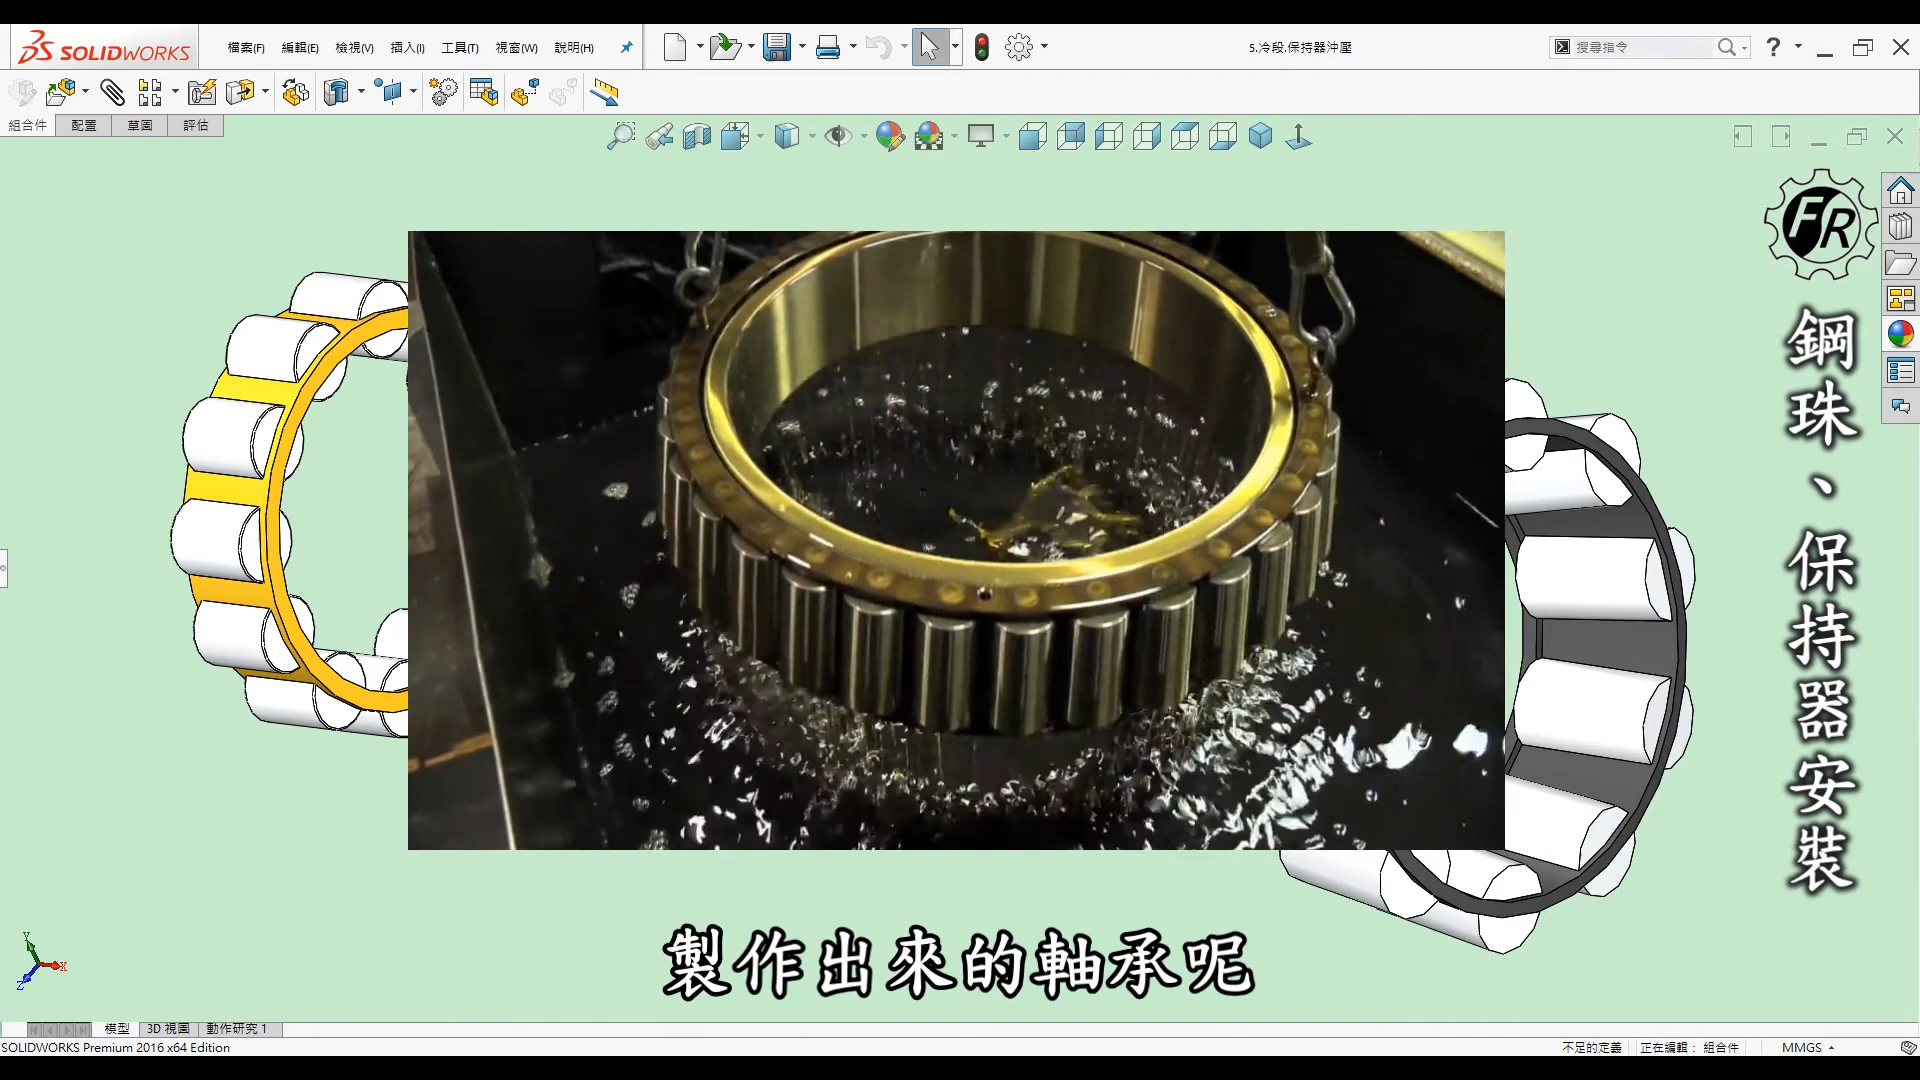 SOLIDWORKS
檔案(F) 編輯(E) 檢視(V) 插入(I) 工具(T) 視窗(W) 說明(H)
5.冷段.保持器沖壓
搜尋指令
組合件 配置 草圖 評估
FR
鋼珠、保持器安裝
製作出來的軸承呢
Y
X
Z
模型 3D 視圖 動作研究 1
SOLIDWORKS Premium 2016 x64 Edition
不足的定義 正在編輯： 組合件 MMGS